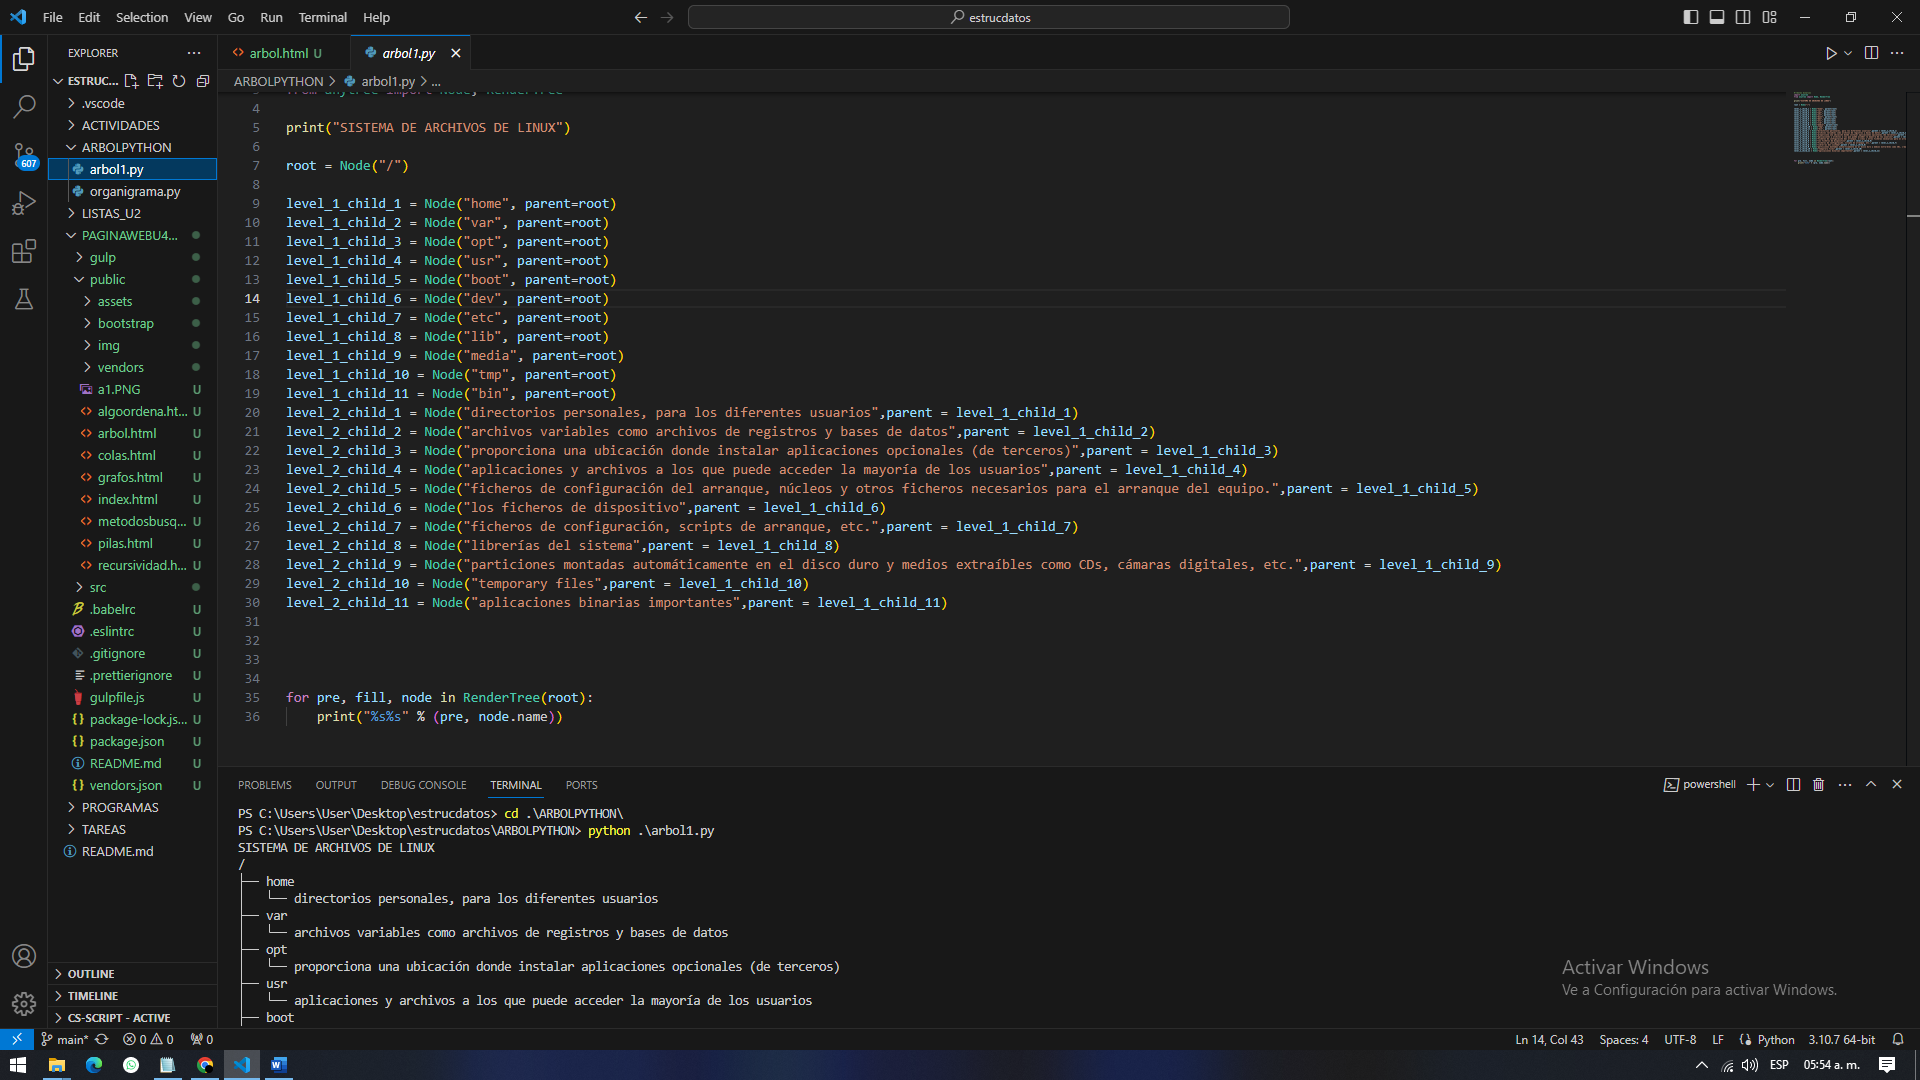 File Edit Selection View Go Run Terminal Help
estrucdatos
EXPLORER
ESTRUC...
.vscode
ACTIVIDADES
ARBOLPYTHON
arbol1.py
organigrama.py
LISTAS_U2
PAGINAWEBU4...
gulp
public
assets
bootstrap
img
vendors
a1.PNG U
algoordena.ht... U
arbol.html U
colas.html U
grafos.html U
index.html U
metodosbusq... U
pilas.html U
recursividad.h... U
src
.babelrc U
.eslintrc U
.gitignore U
.prettierignore U
gulpfile.js U
package-lock.js... U
package.json U
README.md U
vendors.json U
PROGRAMAS
TAREAS
README.md
OUTLINE
TIMELINE
CS-SCRIPT - ACTIVE
607
arbol.html U arbol1.py
ARBOLPYTHON > arbol1.py > ...
4
5 print("SISTEMA DE ARCHIVOS DE LINUX")
6
7 root = Node("/")
8
9 level_1_child_1 = Node("home", parent=root)
10 level_1_child_2 = Node("var", parent=root)
11 level_1_child_3 = Node("opt", parent=root)
12 level_1_child_4 = Node("usr", parent=root)
13 level_1_child_5 = Node("boot", parent=root)
14 level_1_child_6 = Node("dev", parent=root)
15 level_1_child_7 = Node("etc", parent=root)
16 level_1_child_8 = Node("lib", parent=root)
17 level_1_child_9 = Node("media", parent=root)
18 level_1_child_10 = Node("tmp", parent=root)
19 level_1_child_11 = Node("bin", parent=root)
20 level_2_child_1 = Node("directorios personales, para los diferentes usuarios",parent = level_1_child_1)
21 level_2_child_2 = Node("archivos variables como archivos de registros y bases de datos",parent = level_1_child_2)
22 level_2_child_3 = Node("proporciona una ubicación donde instalar aplicaciones opcionales (de terceros)",parent = level_1_child_3)
23 level_2_child_4 = Node("aplicaciones y archivos a los que puede acceder la mayoría de los usuarios",parent = level_1_child_4)
24 level_2_child_5 = Node("ficheros de configuración del arranque, núcleos y otros ficheros necesarios para el arranque del equipo.",parent = level_1_child_5)
25 level_2_child_6 = Node("los ficheros de dispositivo",parent = level_1_child_6)
26 level_2_child_7 = Node("ficheros de configuración, scripts de arranque, etc.",parent = level_1_child_7)
27 level_2_child_8 = Node("librerías del sistema",parent = level_1_child_8)
28 level_2_child_9 = Node("particiones montadas automáticamente en el disco duro y medios extraíbles como CDs, cámaras digitales, etc.",parent = level_1_child_9)
29 level_2_child_10 = Node("temporary files",parent = level_1_child_10)
30 level_2_child_11 = Node("aplicaciones binarias importantes",parent = level_1_child_11)
31
32
33
34
35 for pre, fill, node in RenderTree(root):
36 print("%s%s" % (pre, node.name))
PROBLEMS OUTPUT DEBUG CONSOLE TERMINAL PORTS
powershell
PS C:\Users\User\Desktop\estrucdatos> cd .\ARBOLPYTHON\
PS C:\Users\User\Desktop\estrucdatos\ARBOLPYTHON> python .\arbol1.py
SISTEMA DE ARCHIVOS DE LINUX
/
├── home
│   └── directorios personales, para los diferentes usuarios
├── var
│   └── archivos variables como archivos de registros y bases de datos
├── opt
│   └── proporciona una ubicación donde instalar aplicaciones opcionales (de terceros)
├── usr
│   └── aplicaciones y archivos a los que puede acceder la mayoría de los usuarios
├── boot
Activar Windows
Ve a Configuración para activar Windows.
main* 0 0 0
Ln 14, Col 43 Spaces: 4 UTF-8 LF Python 3.10.7 64-bit
ESP 05:54 a. m.